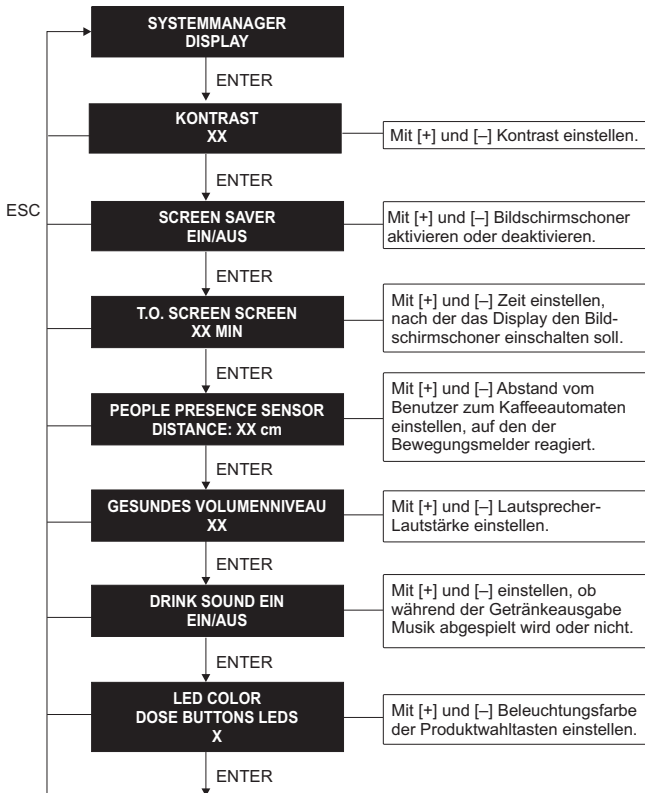 SYSTEMMANAGER
DISPLAY
ENTER
KONTRAST
XX
Mit [+] und [–] Kontrast einstellen.
ENTER
ESC
SCREEN SAVER
EIN/AUS
Mit [+] und [–] Bildschirmschoner
aktivieren oder deaktivieren.
ENTER
T.O. SCREEN SCREEN
XX MIN
Mit [+] und [–] Zeit einstellen,
nach der das Display den Bild-
schirmschoner einschalten soll.
ENTER
PEOPLE PRESENCE SENSOR
DISTANCE: XX cm
Mit [+] und [–] Abstand vom
Benutzer zum Kaffeeautomaten
einstellen, auf den der
Bewegungsmelder reagiert.
ENTER
GESUNDES VOLUMENNIVEAU
XX
Mit [+] und [–] Lautsprecher-
Lautstärke einstellen.
ENTER
DRINK SOUND EIN
EIN/AUS
Mit [+] und [–] einstellen, ob
während der Getränkeausgabe
Musik abgespielt wird oder nicht.
ENTER
LED COLOR
DOSE BUTTONS LEDS
X
Mit [+] und [–] Beleuchtungsfarbe
der Produktwahltasten einstellen.
ENTER